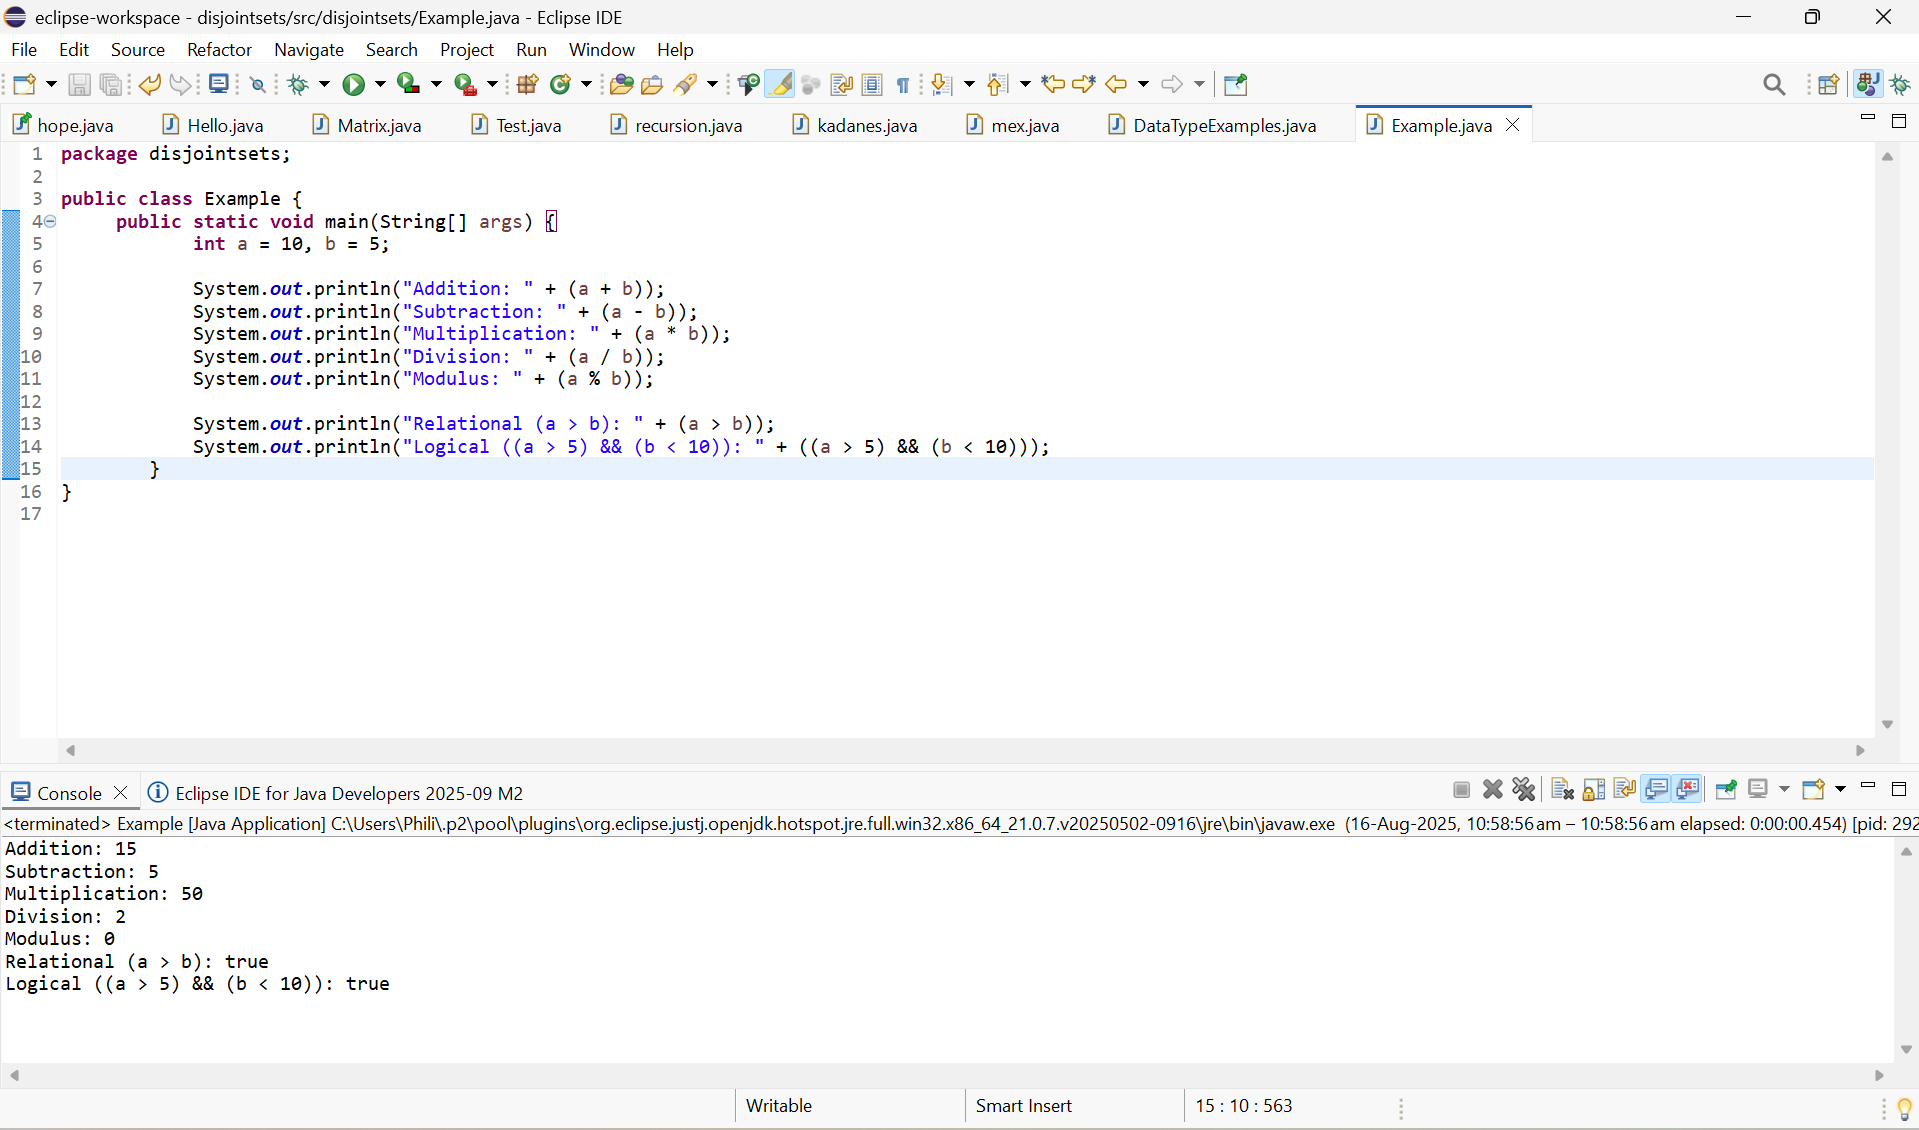 eclipse-workspace - disjointsets/src/disjointsets/Example.java - Eclipse IDE
File Edit Source Refactor Navigate Search Project Run Window Help
hope.java Hello.java Matrix.java Test.java recursion.java kadanes.java mex.java DataTypeExamples.java Example.java
1 package disjointsets;
2
3 public class Example {
4 public static void main(String[] args) {
5 int a = 10, b = 5;
6
7 System.out.println("Addition: " + (a + b));
8 System.out.println("Subtraction: " + (a - b));
9 System.out.println("Multiplication: " + (a * b));
10 System.out.println("Division: " + (a / b));
11 System.out.println("Modulus: " + (a % b));
12
13 System.out.println("Relational (a > b): " + (a > b));
14 System.out.println("Logical ((a > 5) && (b < 10)): " + ((a > 5) && (b < 10)));
15 }
16 }
17
Console Eclipse IDE for Java Developers 2025-09 M2
<terminated> Example [Java Application] C:\Users\Phili\.p2\pool\plugins\org.eclipse.justj.openjdk.hotspot.jre.full.win32.x86_64_21.0.7.v20250502-0916\jre\bin\javaw.exe (16-Aug-2025, 10:58:56 am – 10:58:56 am elapsed: 0:00:00.454) [pid: 292
Addition: 15
Subtraction: 5
Multiplication: 50
Division: 2
Modulus: 0
Relational (a > b): true
Logical ((a > 5) && (b < 10)): true
Writable Smart Insert 15 : 10 : 563